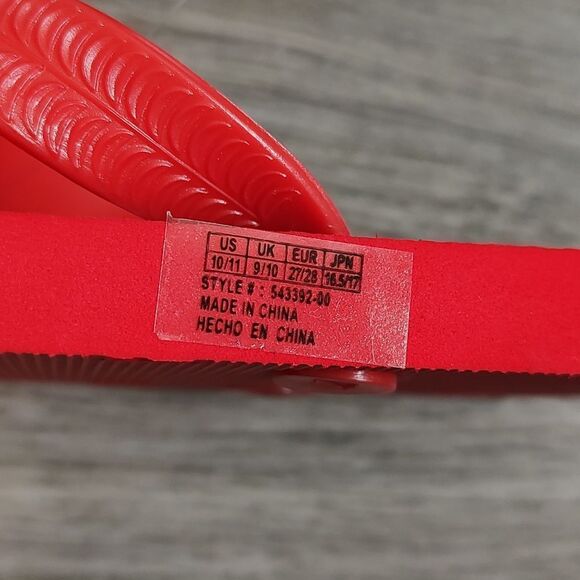 US UK EUR JPN
10/11 9/10 27/28 16.5/17
STYLE # : 543392-00
MADE IN CHINA
HECHO EN CHINA